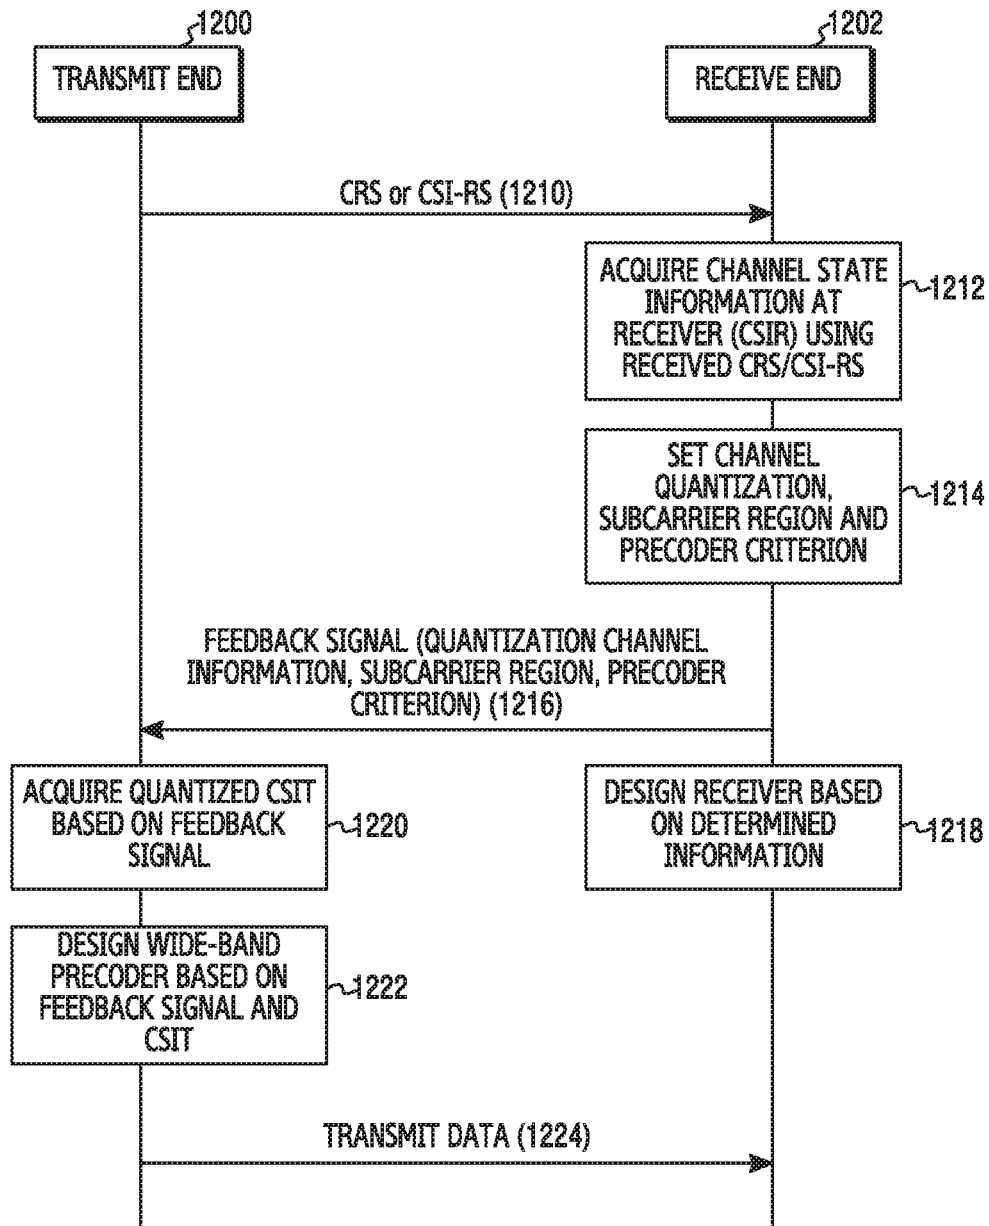 1200
1202
TRANSMIT END
RECEIVE END
CRS or CSI-RS (1210)
ACQUIRE CHANNEL STATE
INFORMATION AT
RECEIVER (CSIR) USING
RECEIVED CRS/CSI-RS
1212
SET CHANNEL
QUANTIZATION,
SUBCARRIER REGION AND
PRECODER CRITERION
1214
FEEDBACK SIGNAL (QUANTIZATION CHANNEL
INFORMATION, SUBCARRIER REGION, PRECODER
CRITERION) (1216)
ACQUIRE QUANTIZED CSIT
BASED ON FEEDBACK
SIGNAL
1220
DESIGN RECEIVER BASED
ON DETERMINED
INFORMATION
1218
DESIGN WIDE-BAND
PRECODER BASED ON
FEEDBACK SIGNAL AND
CSIT
1222
TRANSMIT DATA (1224)